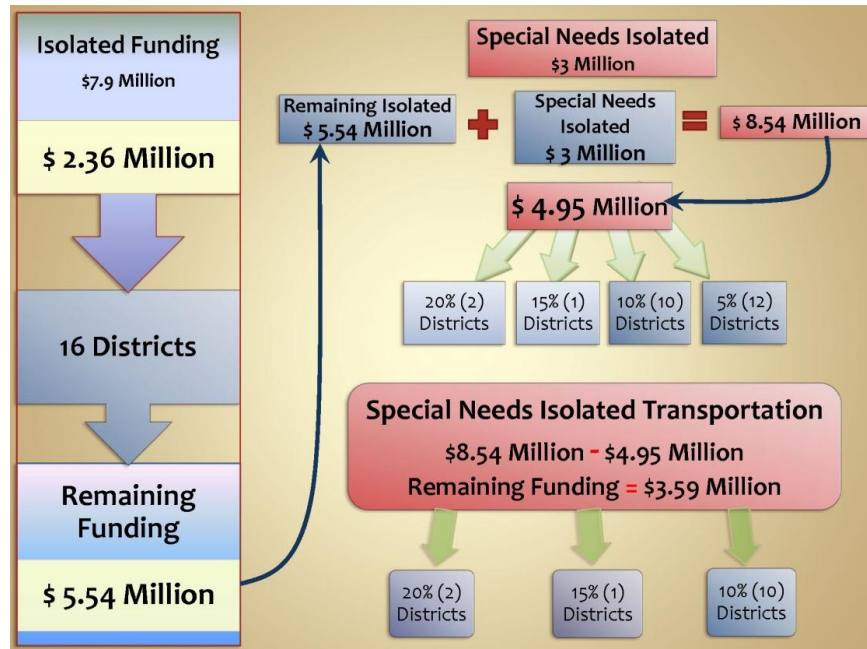 Isolated Funding
$7.9 Million
$ 2.36 Million
16 Districts
Remaining
Funding
$ 5.54 Million
Special Needs Isolated
$3 Million
Remaining Isolated
$ 5.54 Million
+
Special Needs
Isolated
$ 3 Million
=
$ 8.54 Million
$ 4.95 Million
20% (2)
Districts
15% (1)
Districts
10% (10)
Districts
5% (12)
Districts
Special Needs Isolated Transportation
$8.54 Million - $4.95 Million
Remaining Funding = $3.59 Million
20% (2)
Districts
15% (1)
Districts
10% (10)
Districts